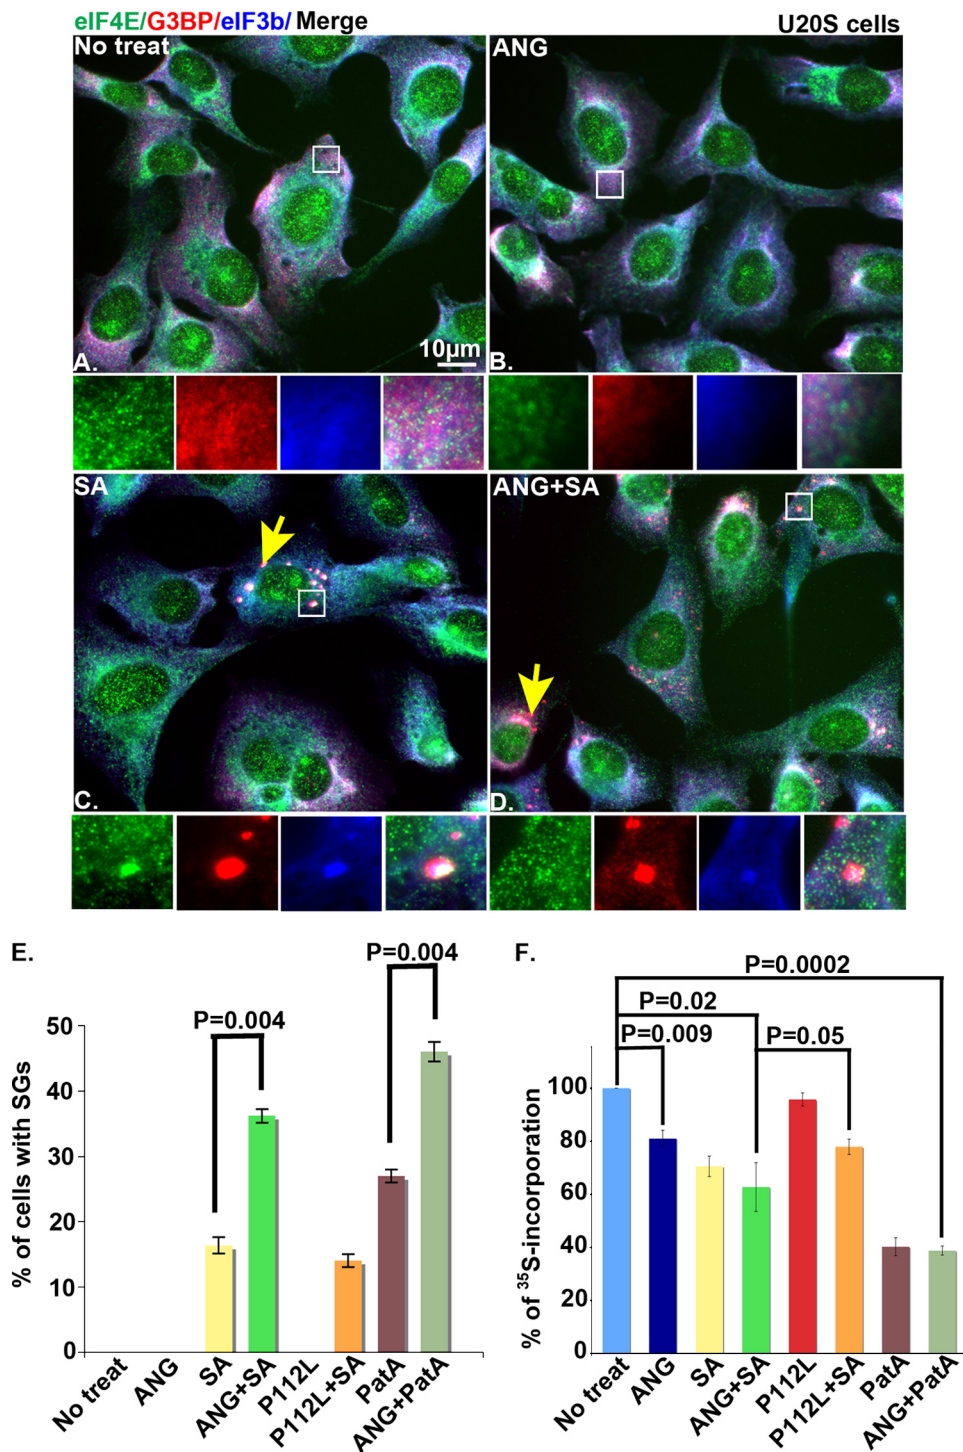 eIF4E/G3BP/eIF3b/ Merge
U20S cells
No treat
ANG
A.
10µm
B.
SA
ANG+SA
C.
D.
E.
P=0.004
P=0.004
% of cells with SGs
50
40
30
20
10
0
No treat
ANG
SA
ANG+SA
P112L
P112L+SA
PatA
ANG+PatA
F.
P=0.0002
P=0.02
P=0.009
P=0.05
% of ³⁵S-incorporation
100
80
60
40
20
0
No treat
ANG
SA
ANG+SA
P112L
P112L+SA
PatA
ANG+PatA